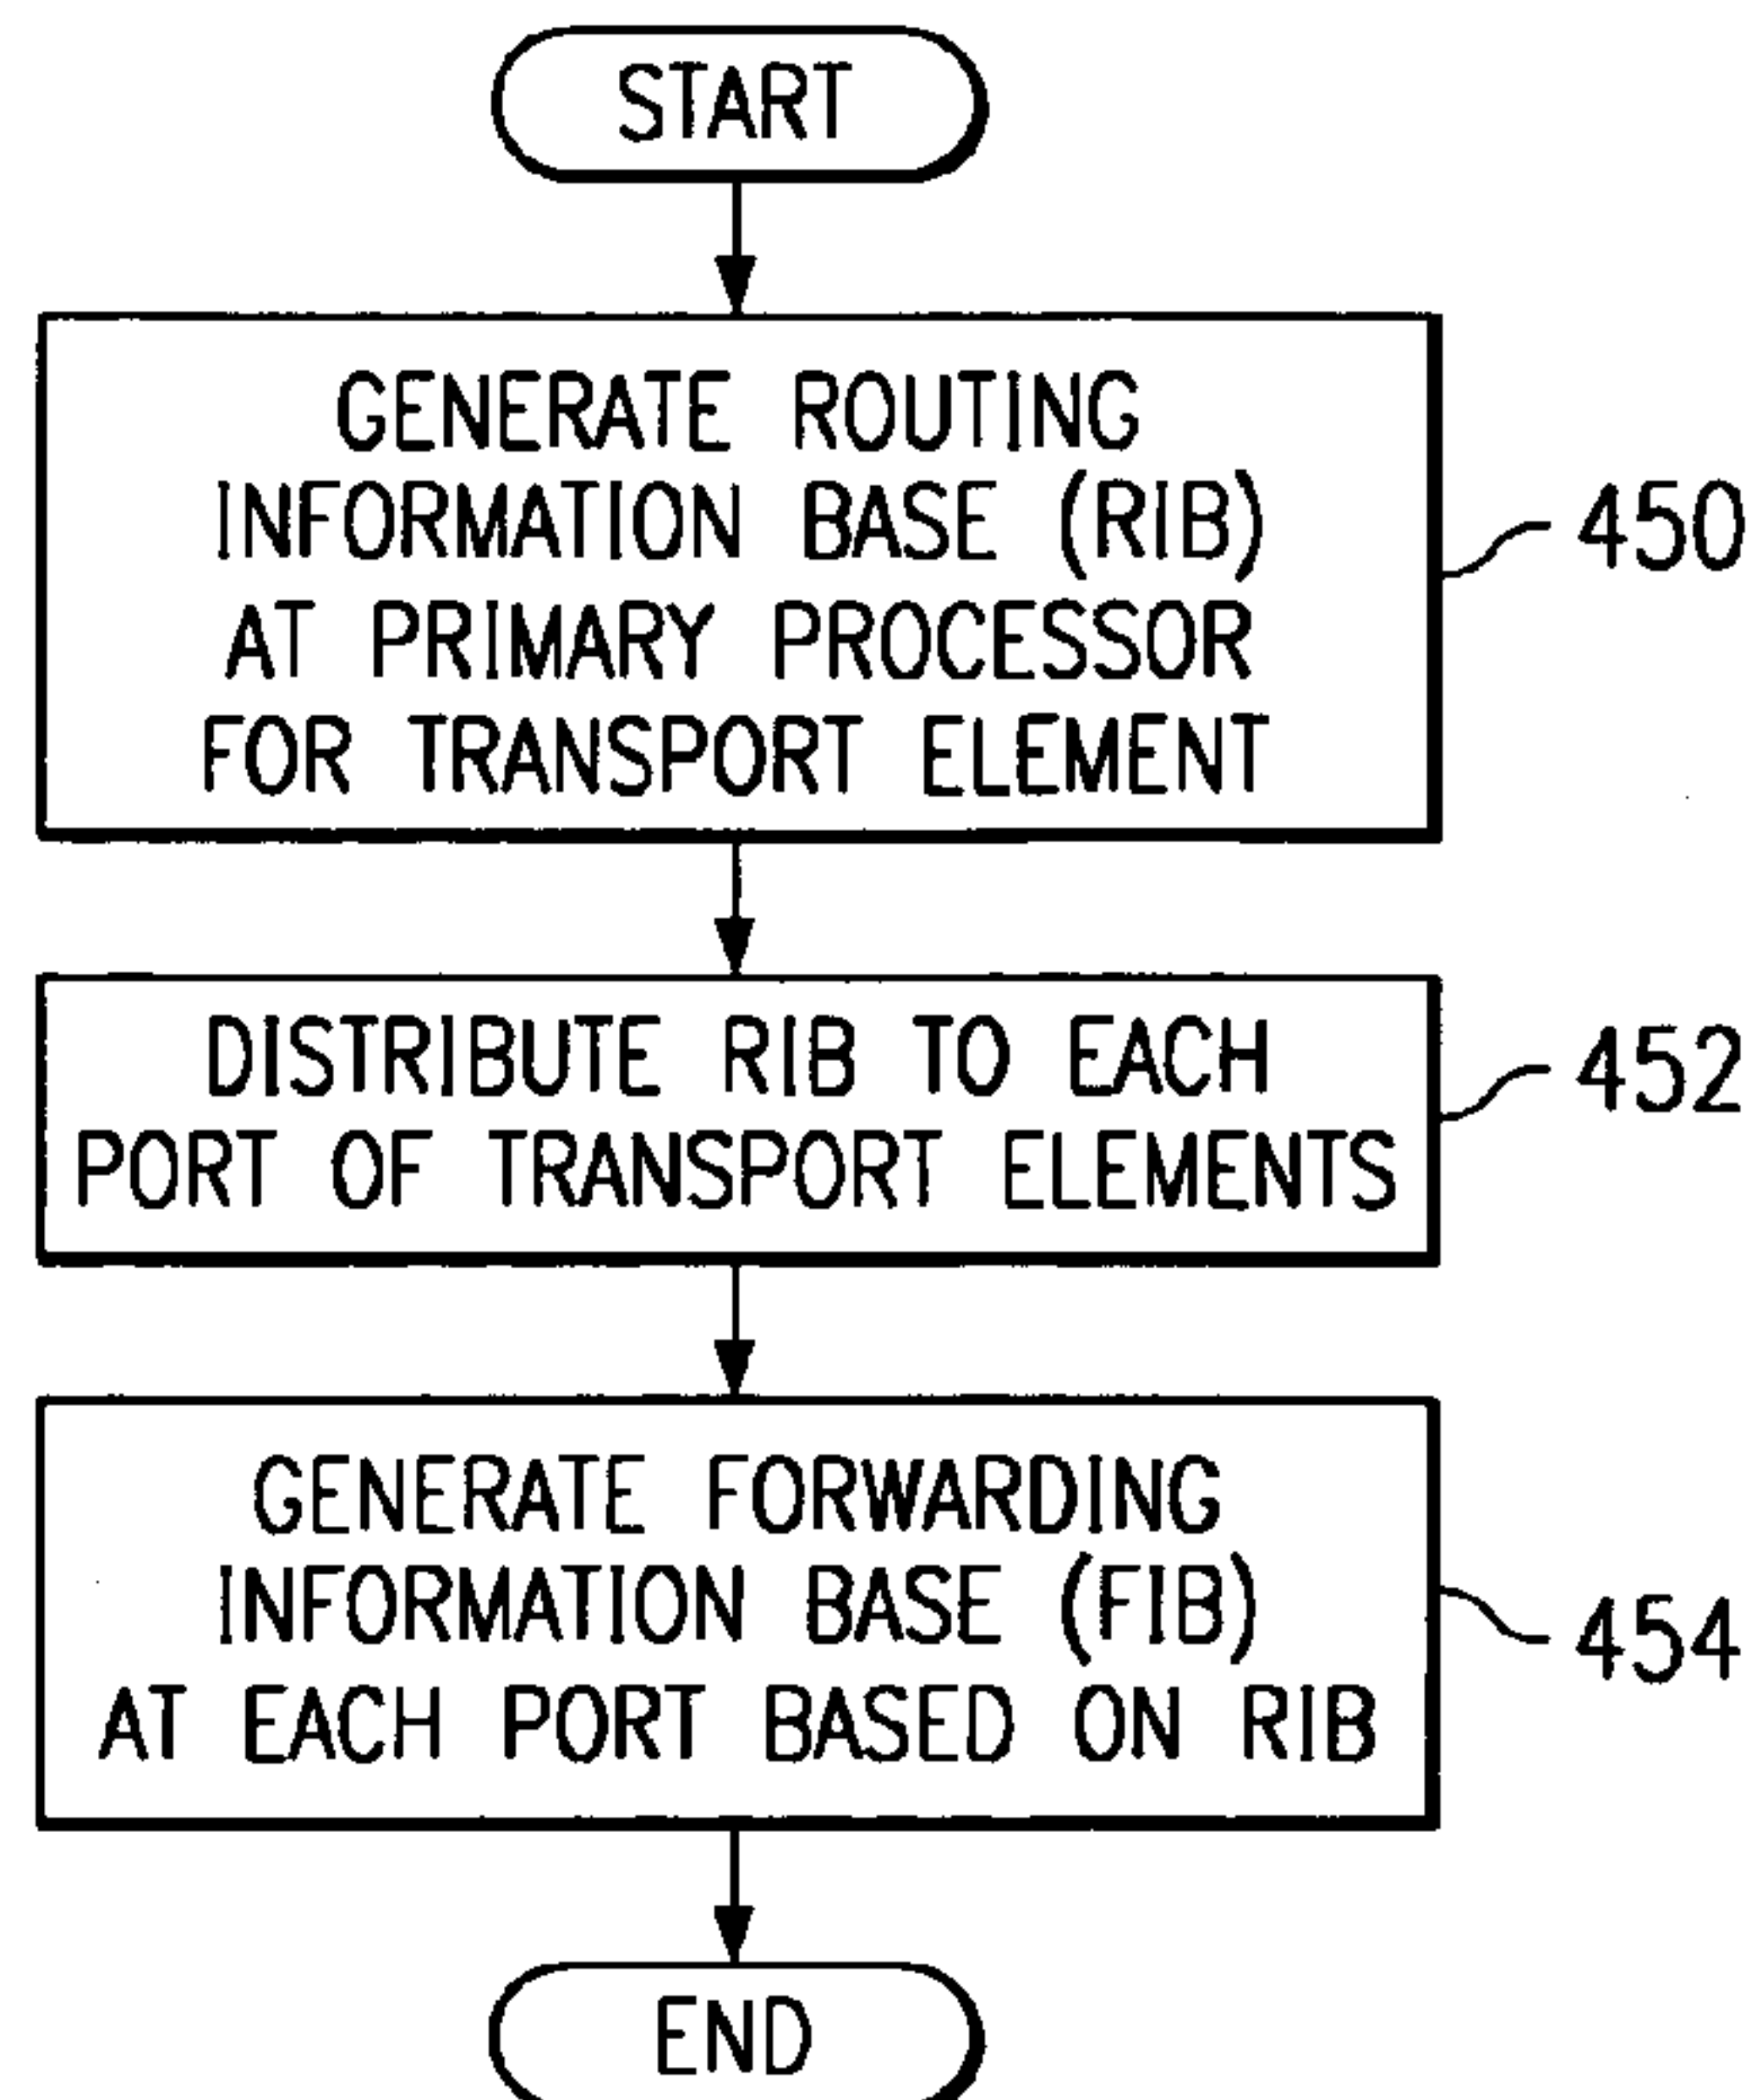 START
GENERATE ROUTING
INFORMATION BASE (RIB)
AT PRIMARY PROCESSOR
FOR TRANSPORT ELEMENT
450
DISTRIBUTE RIB TO EACH
PORT OF TRANSPORT ELEMENTS
452
GENERATE FORWARDING
INFORMATION BASE (FIB)
AT EACH PORT BASED ON RIB
454
END